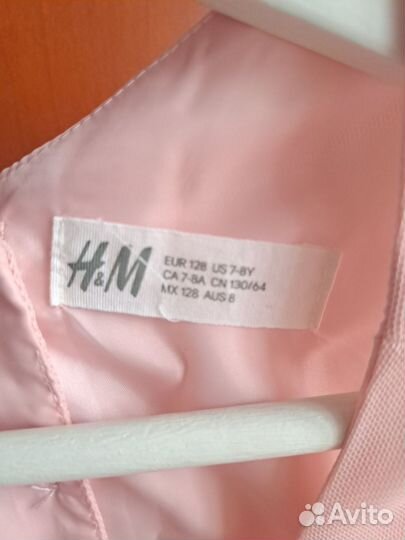 H&M
EUR 128 US 7-8Y
CA 7-8A CN 130/64
MX 128 AUS 8
Avito